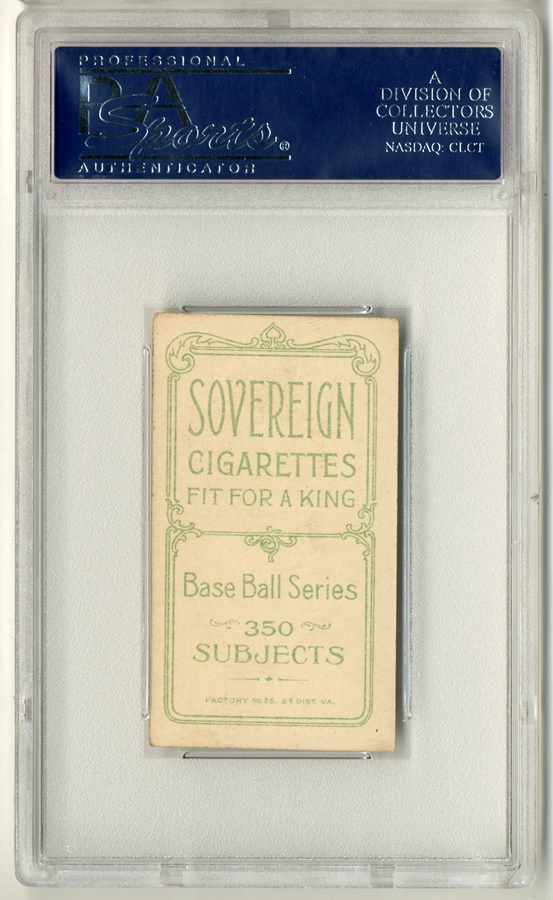 PROFESSIONAL
PSA
Sports®
AUTHENTICATOR
A
DIVISION OF
COLLECTORS
UNIVERSE
NASDAQ: CLCT
SOVEREIGN
CIGARETTES
FIT FOR A KING
Base Ball Series
350
SUBJECTS
FACTORY No 25, 2d DIST. VA.